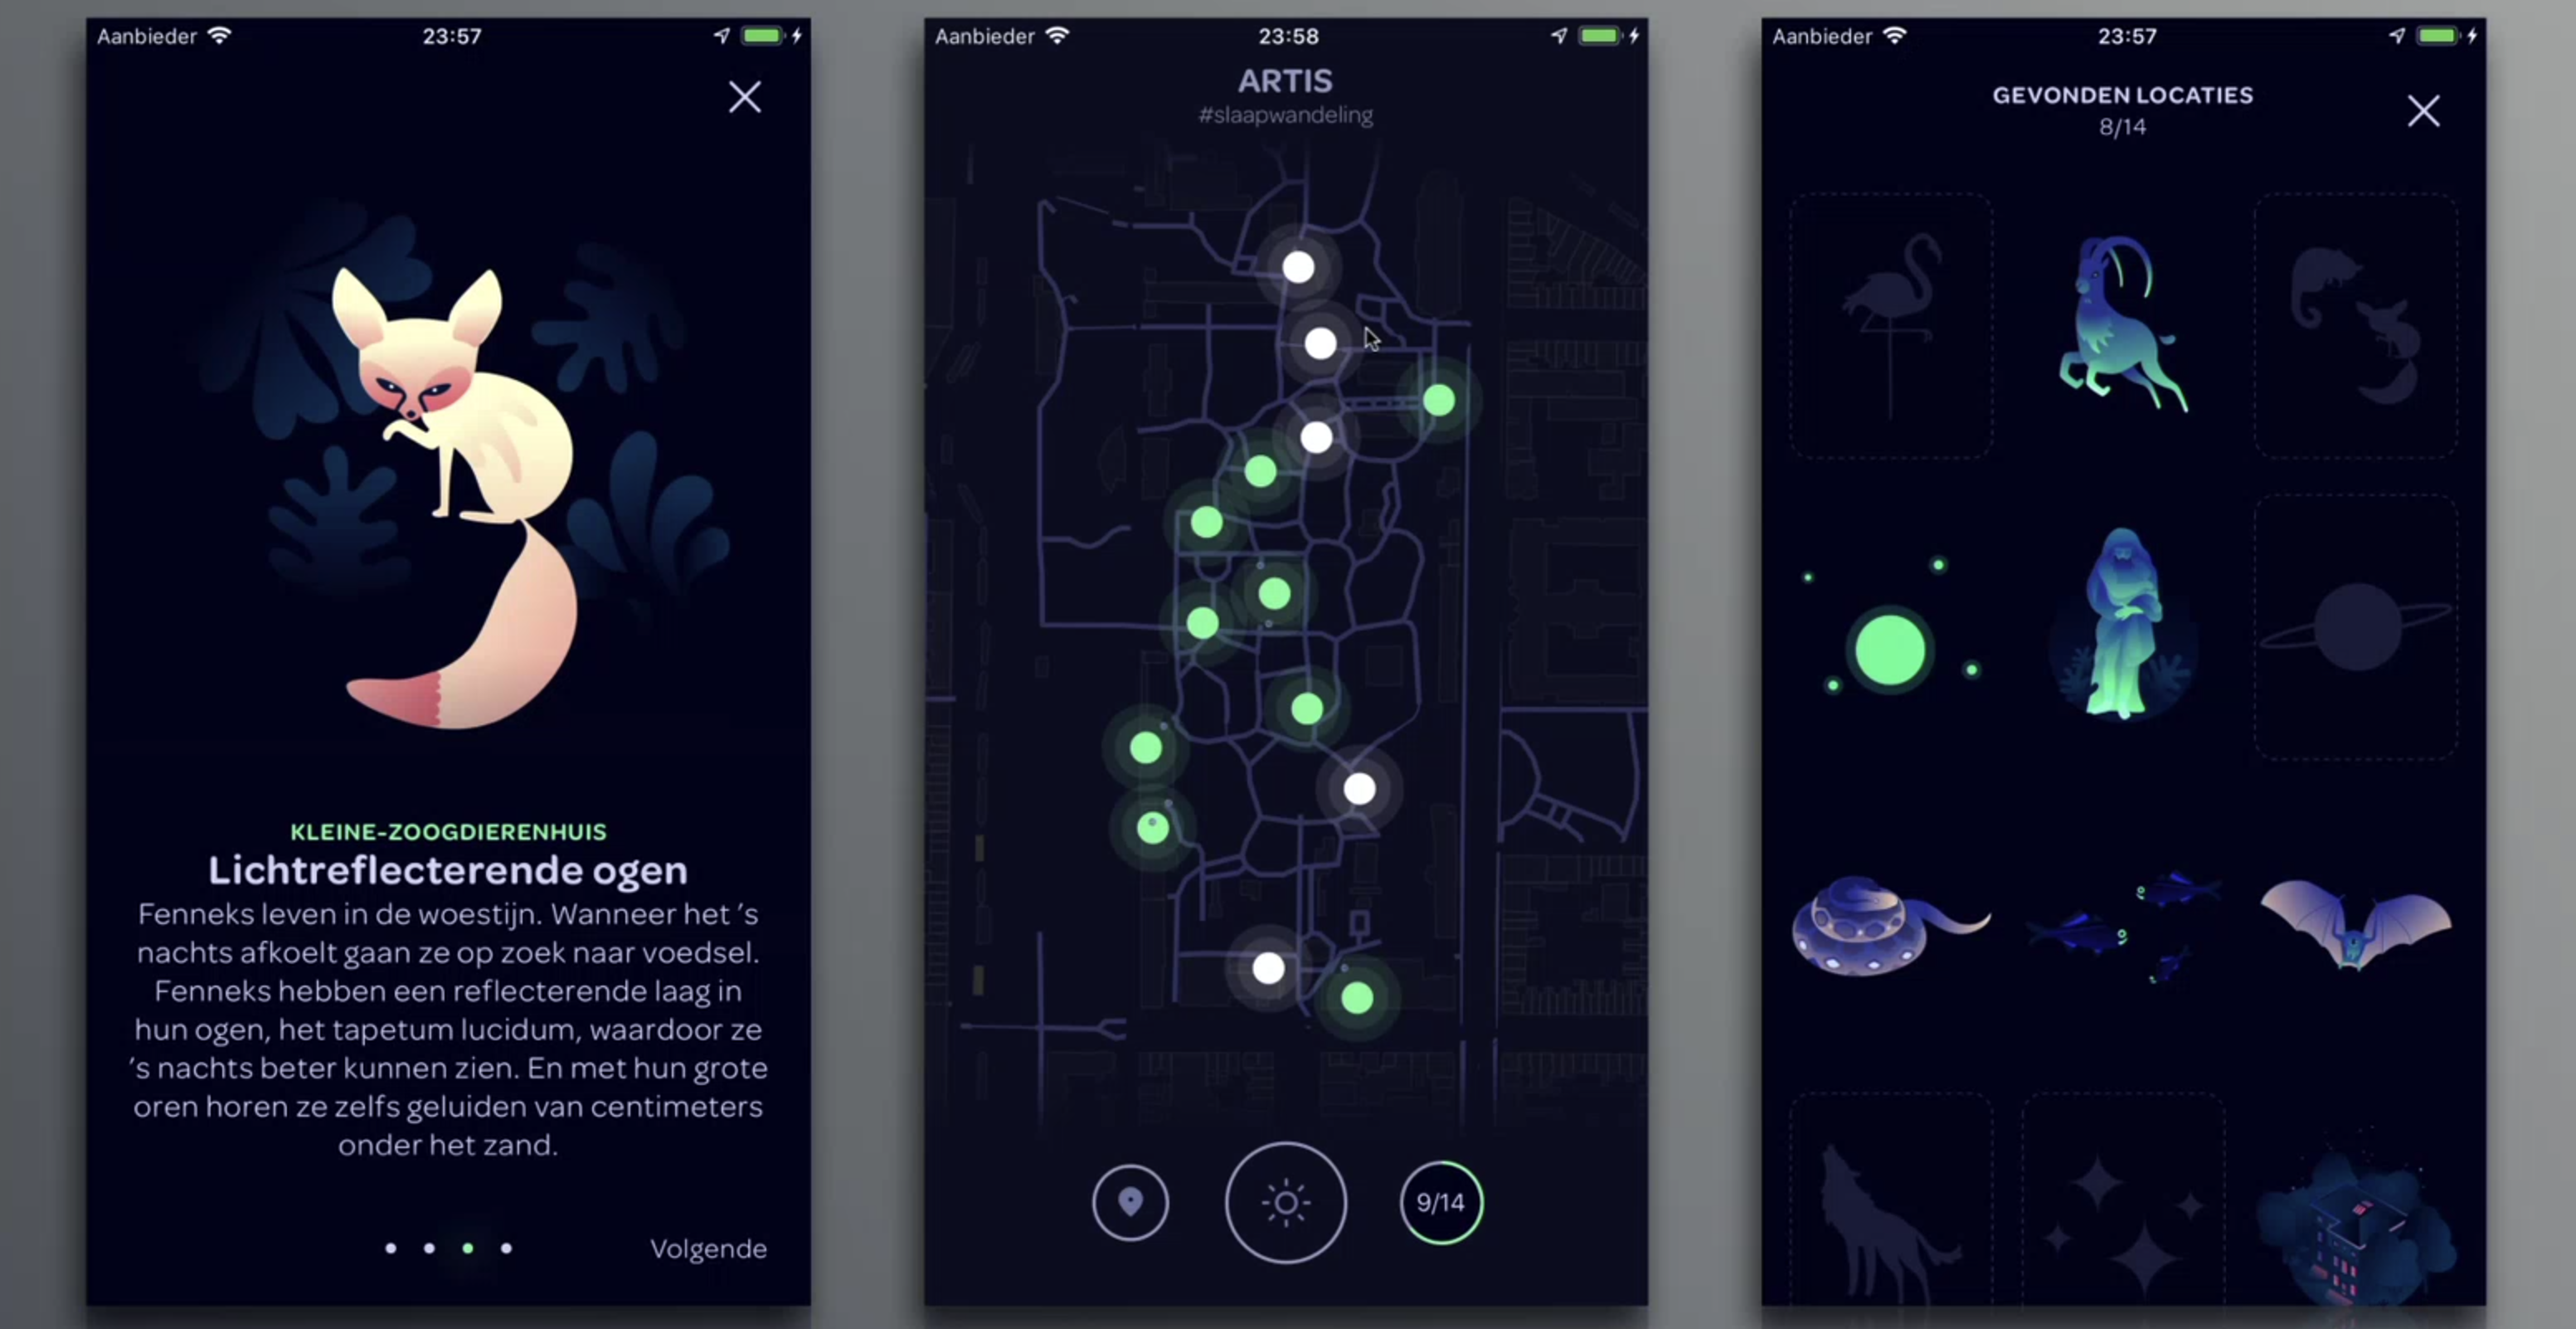 Aanbieder
23:57
KLEINE-ZOOGDIERENHUIS
Lichtreflecterende ogen
Fenneks leven in de woestijn. Wanneer het ’s
nachts afkoelt gaan ze op zoek naar voedsel.
Fenneks hebben een reflecterende laag in
hun ogen, het tapetum lucidum, waardoor ze
’s nachts beter kunnen zien. En met hun grote
oren horen ze zelfs geluiden van centimeters
onder het zand.
Volgende
Aanbieder
23:58
ARTIS
#slaapwandeling
9/14
Aanbieder
23:57
GEVONDEN LOCATIES
8/14